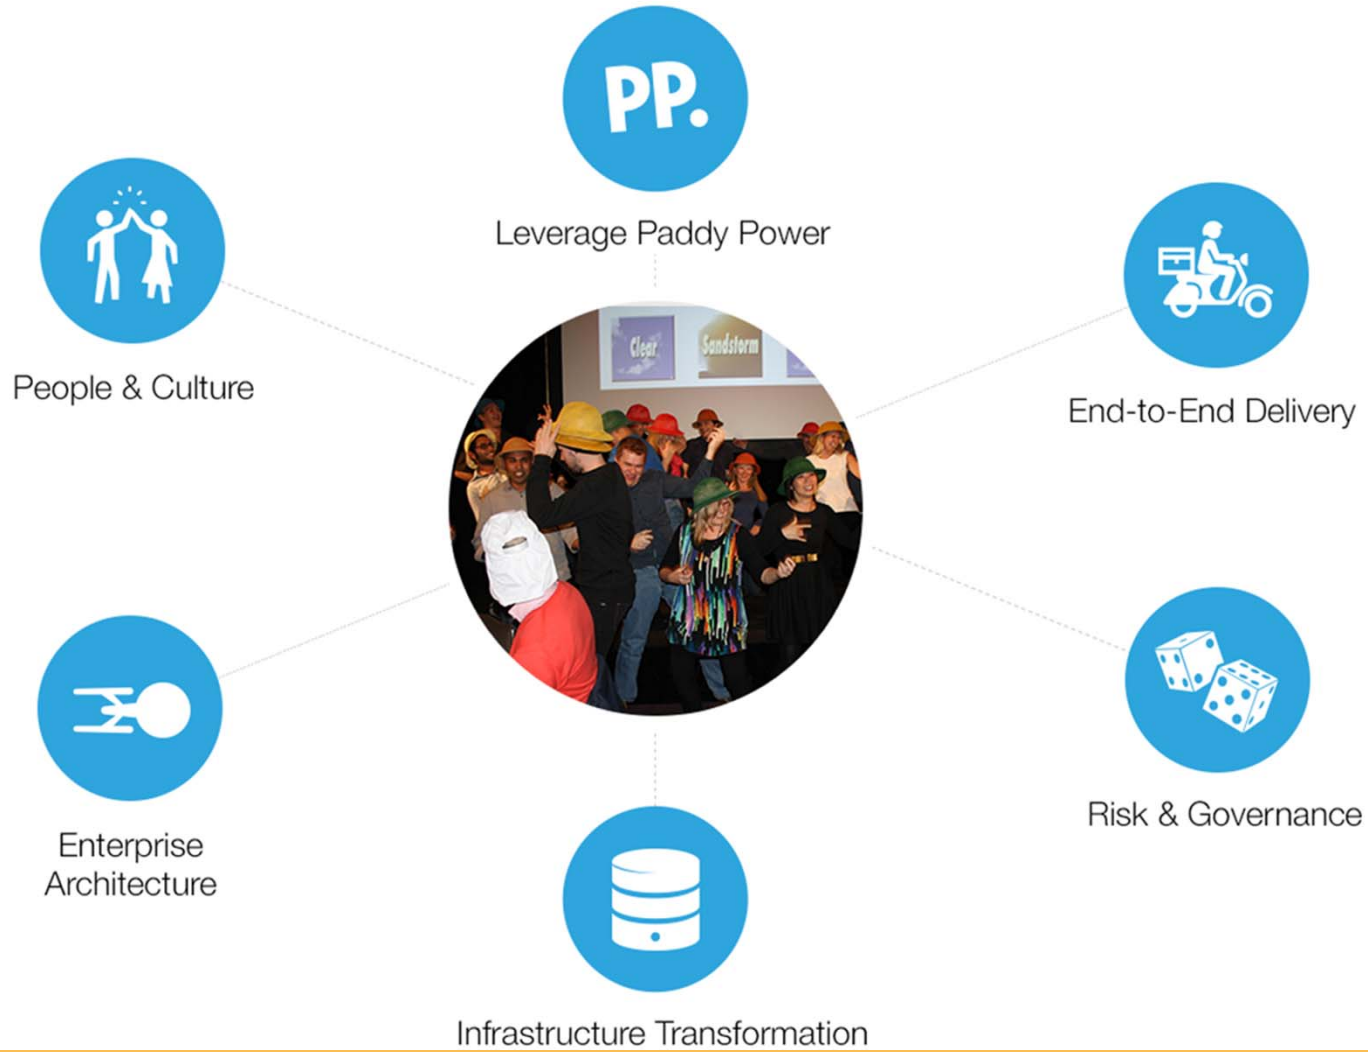 PP.
Leverage Paddy Power
People & Culture
End-to-End Delivery
Clear
Sandstorm
Enterprise
Architecture
Risk & Governance
Infrastructure Transformation